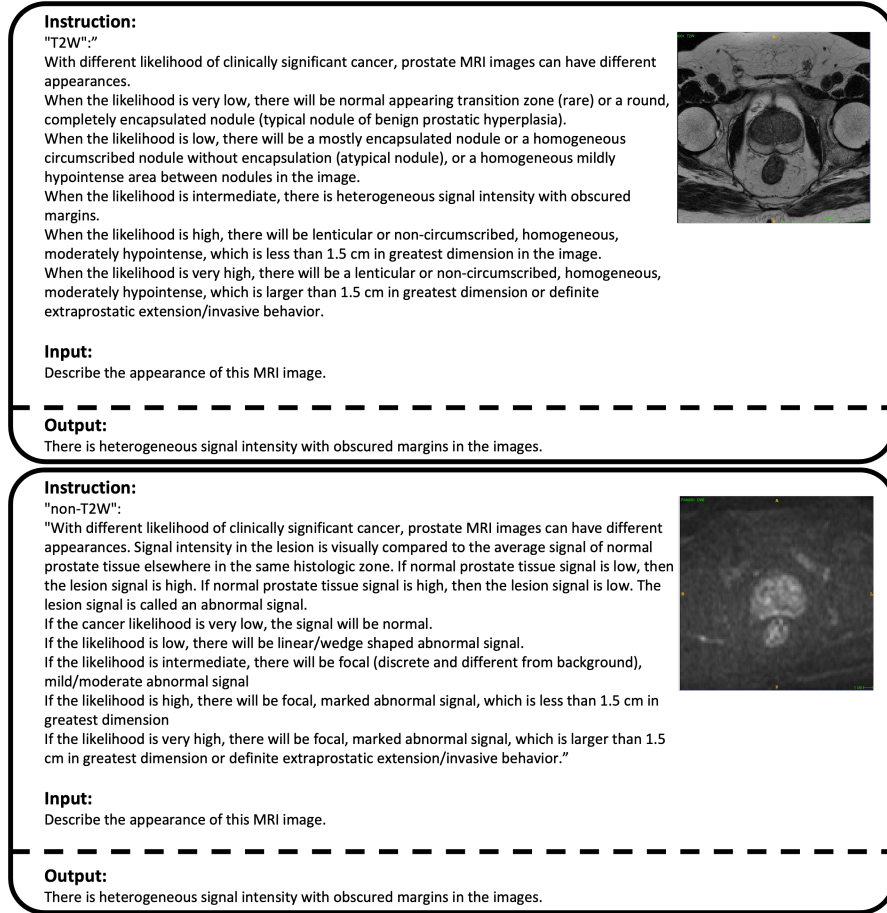 Instruction:
"T2W":”
With different likelihood of clinically significant cancer, prostate MRI images can have different
appearances.
When the likelihood is very low, there will be normal appearing transition zone (rare) or a round,
completely encapsulated nodule (typical nodule of benign prostatic hyperplasia).
When the likelihood is low, there will be a mostly encapsulated nodule or a homogeneous
circumscribed nodule without encapsulation (atypical nodule), or a homogeneous mildly
hypointense area between nodules in the image.
When the likelihood is intermediate, there is heterogeneous signal intensity with obscured
margins.
When the likelihood is high, there will be lenticular or non-circumscribed, homogeneous,
moderately hypointense, which is less than 1.5 cm in greatest dimension in the image.
When the likelihood is very high, there will be a lenticular or non-circumscribed, homogeneous,
moderately hypointense, which is larger than 1.5 cm in greatest dimension or definite
extraprostatic extension/invasive behavior.
Input:
Describe the appearance of this MRI image.
Output:
There is heterogeneous signal intensity with obscured margins in the images.
Instruction:
"non-T2W":
"With different likelihood of clinically significant cancer, prostate MRI images can have different
appearances. Signal intensity in the lesion is visually compared to the average signal of normal
prostate tissue elsewhere in the same histologic zone. If normal prostate tissue signal is low, then
the lesion signal is high. If normal prostate tissue signal is high, then the lesion signal is low. The
lesion signal is called an abnormal signal.
If the cancer likelihood is very low, the signal will be normal.
If the likelihood is low, there will be linear/wedge shaped abnormal signal.
If the likelihood is intermediate, there will be focal (discrete and different from background),
mild/moderate abnormal signal
If the likelihood is high, there will be focal, marked abnormal signal, which is less than 1.5 cm in
greatest dimension
If the likelihood is very high, there will be focal, marked abnormal signal, which is larger than 1.5
cm in greatest dimension or definite extraprostatic extension/invasive behavior.”
Input:
Describe the appearance of this MRI image.
Output:
There is heterogeneous signal intensity with obscured margins in the images.